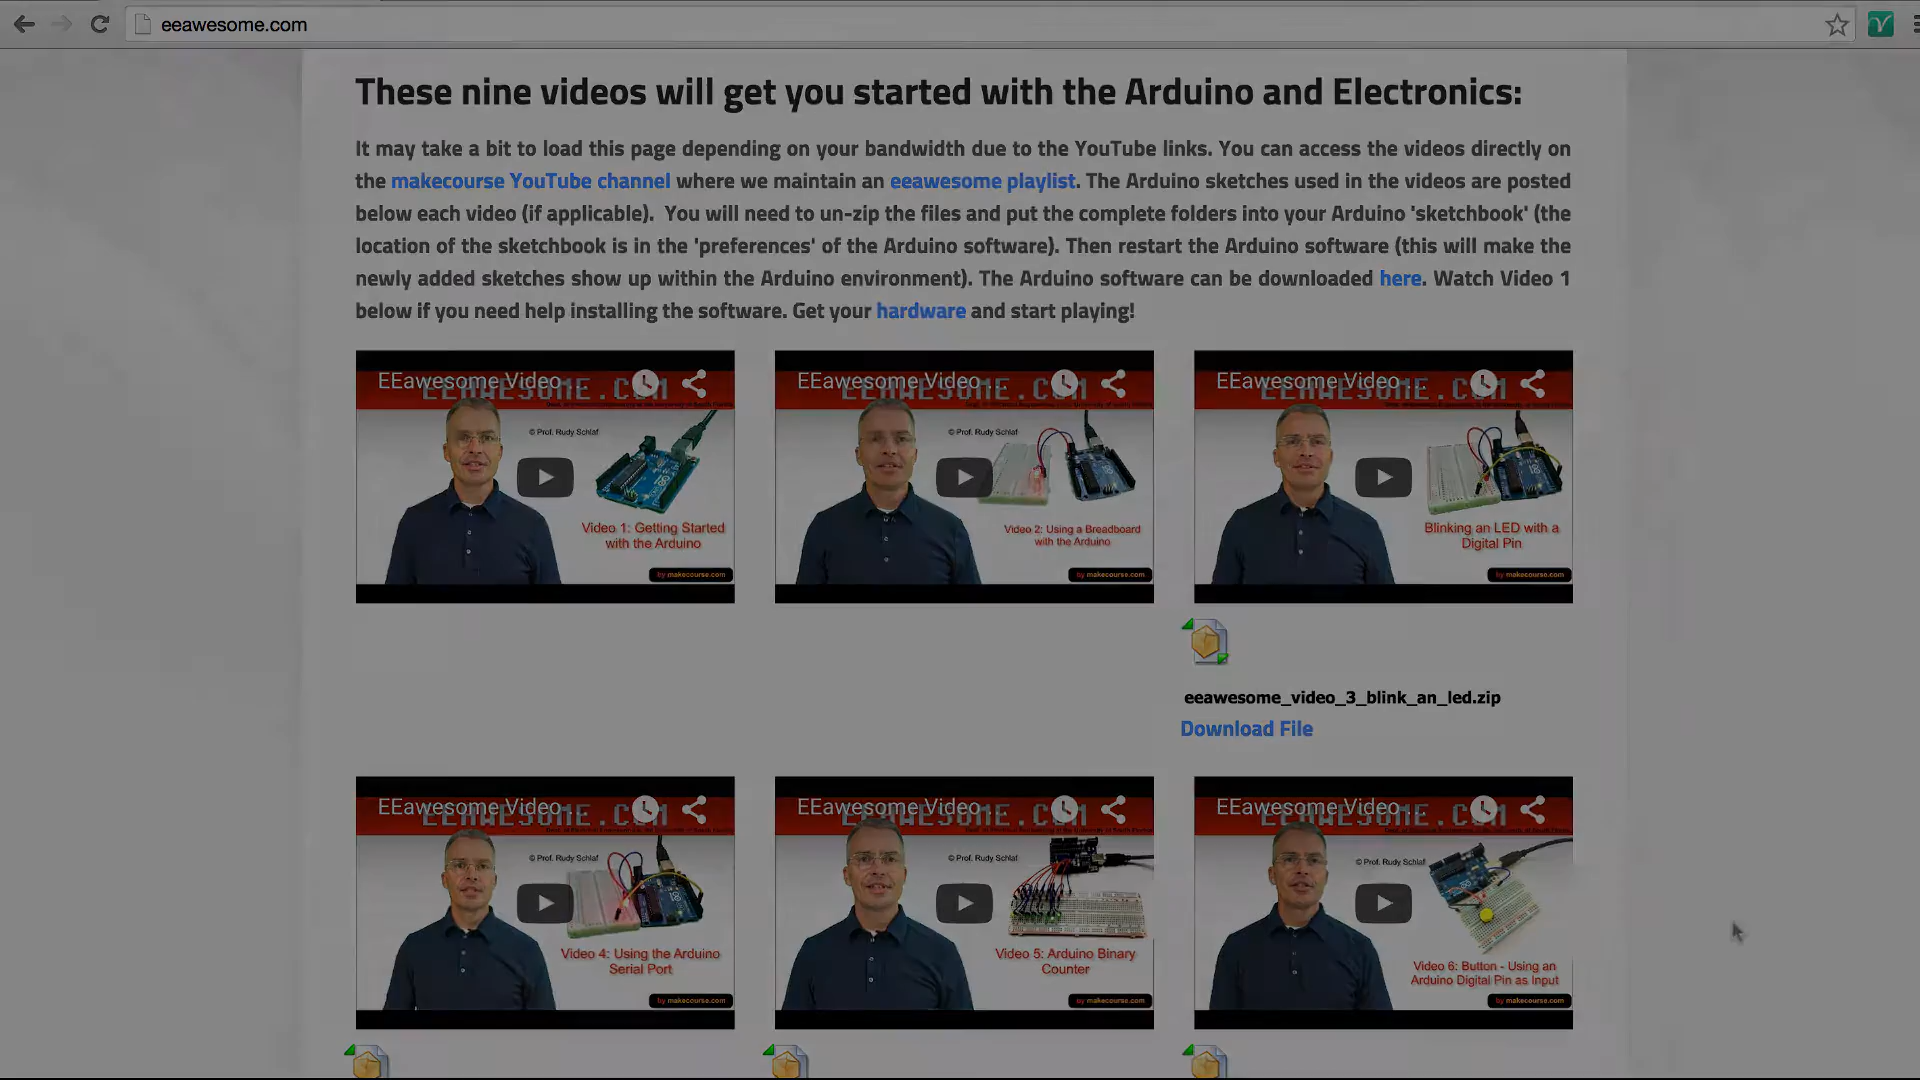 eeawesome.com
These nine videos will get you started with the Arduino and Electronics:
It may take a bit to load this page depending on your bandwidth due to the YouTube links. You can access the videos directly on
the makecourse YouTube channel where we maintain an eeawesome playlist. The Arduino sketches used in the videos are posted
below each video (if applicable). You will need to un-zip the files and put the complete folders into your Arduino 'sketchbook' (the
location of the sketchbook is in the 'preferences' of the Arduino software). Then restart the Arduino software (this will make the
newly added sketches show up within the Arduino environment). The Arduino software can be downloaded here. Watch Video 1
below if you need help installing the software. Get your hardware and start playing!
EEawesome Video ...
EEAWESOME.COM
© Prof. Rudy Schlaf
Video 1: Getting Started
with the Arduino
by makecourse.com
EEawesome Video ...
EEAWESOME.COM
© Prof. Rudy Schlaf
Video 2: Using a Breadboard
with the Arduino
by makecourse.com
EEawesome Video ...
EEAWESOME.COM
© Prof. Rudy Schlaf
Blinking an LED with a
Digital Pin
by makecourse.com
eeawesome_video_3_blink_an_led.zip
Download File
EEawesome Video ...
EEAWESOME.COM
© Prof. Rudy Schlaf
Video 4: Using the Arduino
Serial Port
by makecourse.com
EEawesome Video ...
EEAWESOME.COM
© Prof. Rudy Schlaf
Video 5: Arduino Binary
Counter
by makecourse.com
EEawesome Video ...
EEAWESOME.COM
© Prof. Rudy Schlaf
Video 6: Button - Using an
Arduino Digital Pin as Input
by makecourse.com